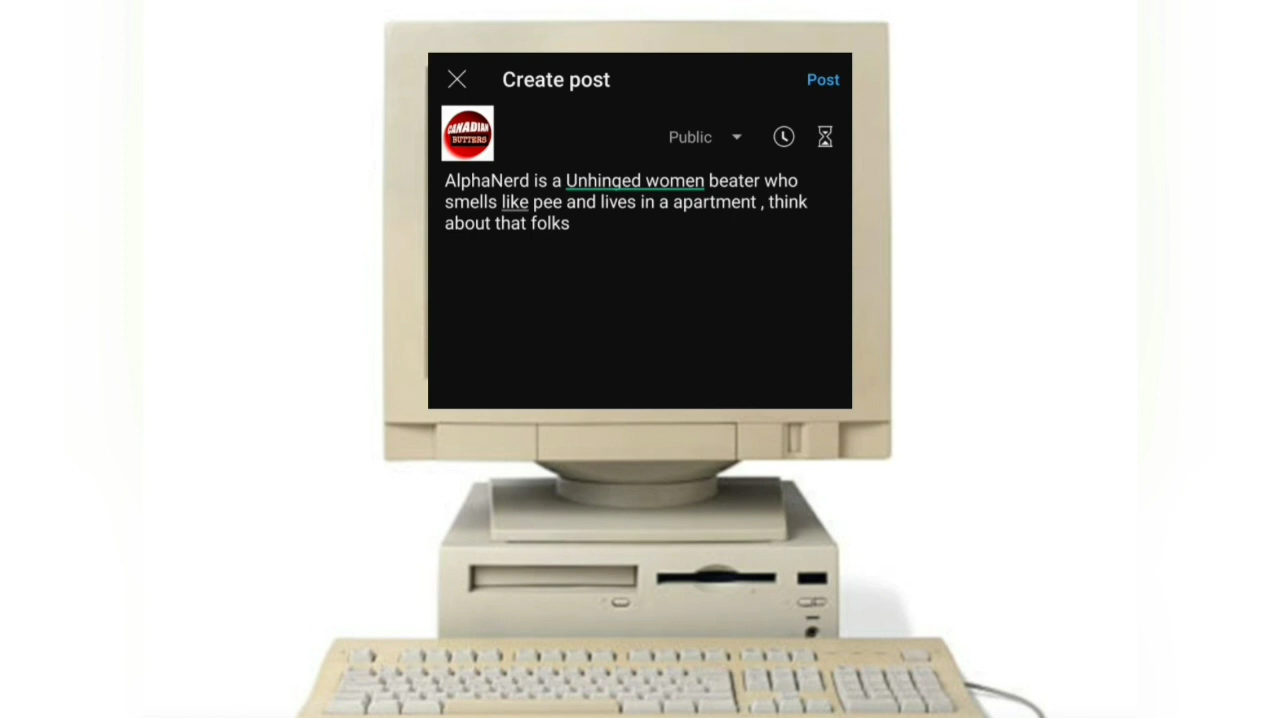 Create post
Post
CANADIAN
BUTTERS
Public
AlphaNerd is a Unhinged women beater who
smells like pee and lives in a apartment , think
about that folks